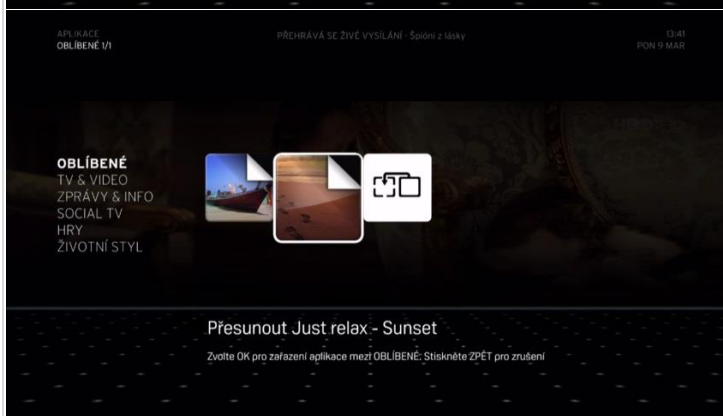 APLIKACE
OBLÍBENÉ 1/1
PŘEHRÁVÁ SE ŽIVÉ VYSÍLÁNÍ - Špióni z lásky
13:41
PON 9 MAR
OBLÍBENÉ
TV & VIDEO
ZPRÁVY & INFO
SOCIAL TV
HRY
ŽIVOTNÍ STYL
Přesunout Just relax - Sunset
Zvolte OK pro zařazení aplikace mezi OBLÍBENÉ; Stiskněte ZPĚT pro zrušení